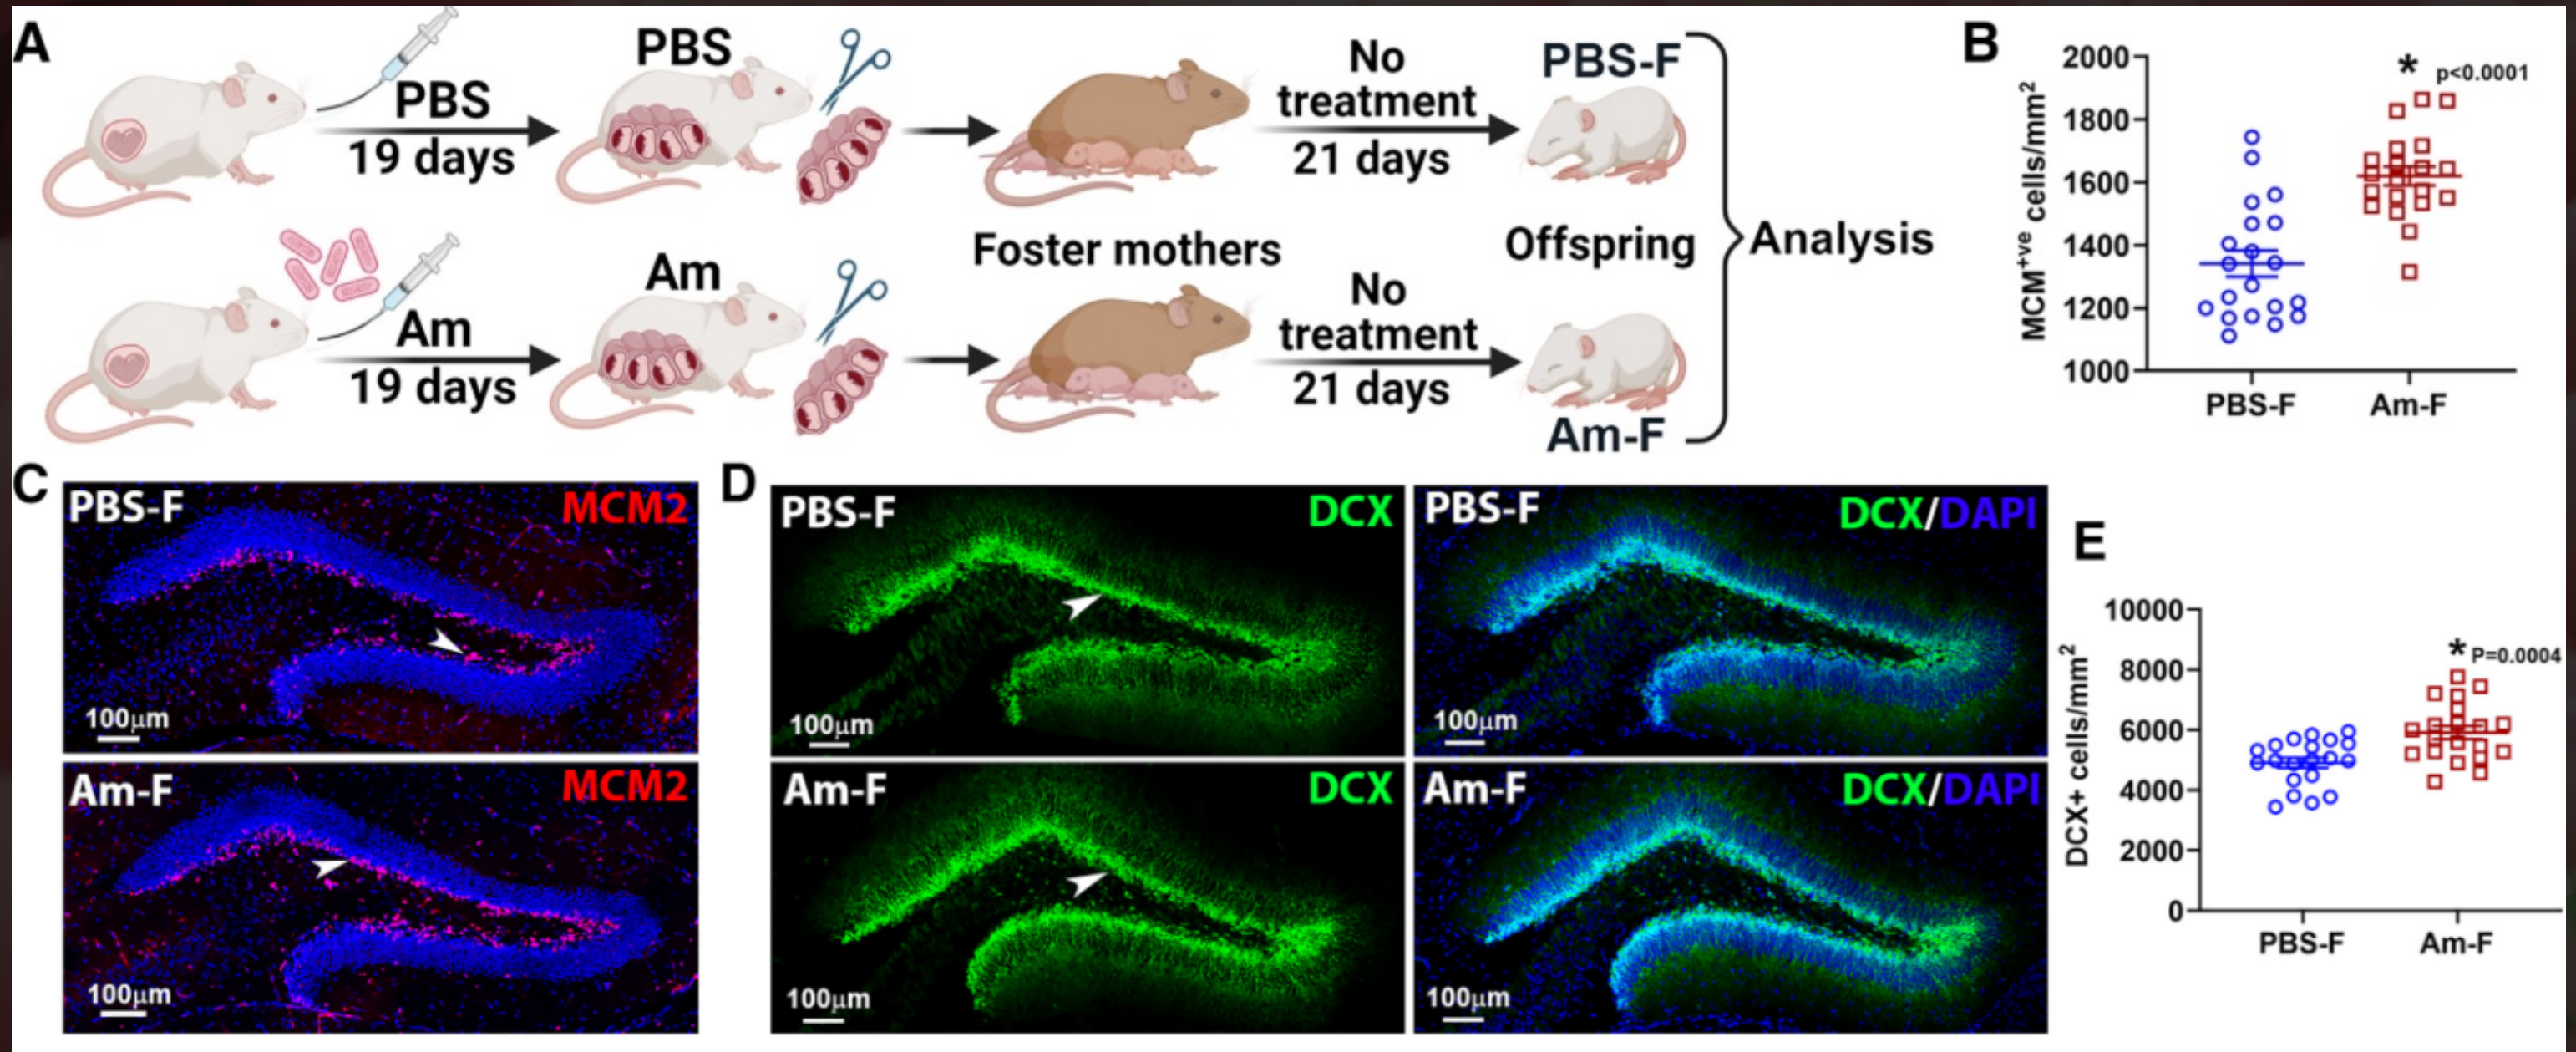 A
PBS
19 days
PBS
No
treatment
21 days
PBS-F
Am
19 days
Am
Foster mothers
No
treatment
21 days
Offspring
Am-F
Analysis
B
MCM+ve cells/mm2
2000
1800
1600
1400
1200
1000
* p<0.0001
PBS-F Am-F
C
PBS-F MCM2
100μm
Am-F MCM2
100μm
D
PBS-F DCX
100μm
PBS-F DCX/DAPI
100μm
Am-F DCX
100μm
Am-F DCX/DAPI
100μm
E
DCX+ cells/mm2
10000
8000
6000
4000
2000
0
* P=0.0004
PBS-F Am-F